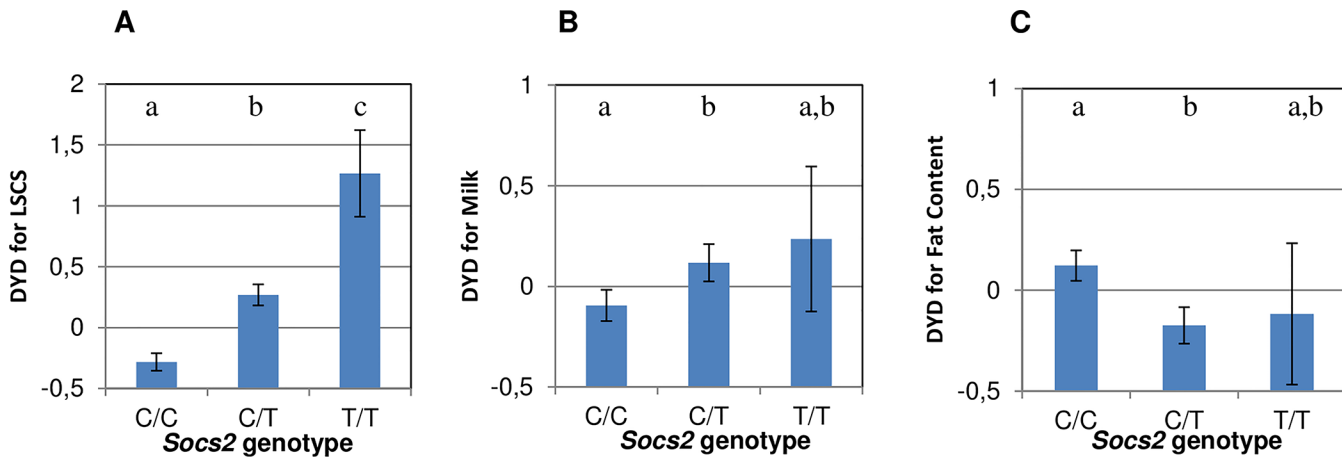 A
DYD for LSCS
2
1,5
1
0,5
0
-0,5
a
b
c
C/C
C/T
T/T
Socs2 genotype
B
DYD for Milk
1
0,5
0
-0,5
a
b
a,b
C/C
C/T
T/T
Socs2 genotype
C
DYD for Fat Content
1
0,5
0
-0,5
a
b
a,b
C/C
C/T
T/T
Socs2 genotype